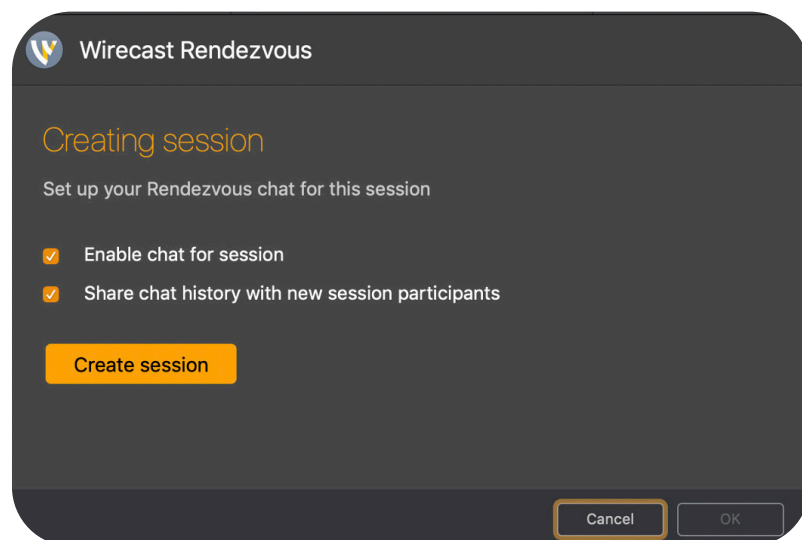 Wirecast Rendezvous
Creating session
Set up your Rendezvous chat for this session
Enable chat for session
Share chat history with new session participants
Create session
Cancel
OK